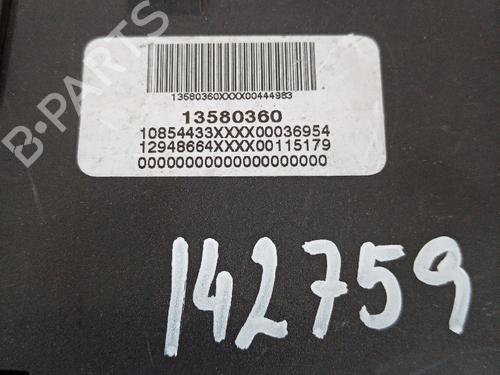 13580360XXXX00444983
13580360
10854433XXXX00036954
12948664XXXX00115179
00000000000000000000
B-PARTS
142759